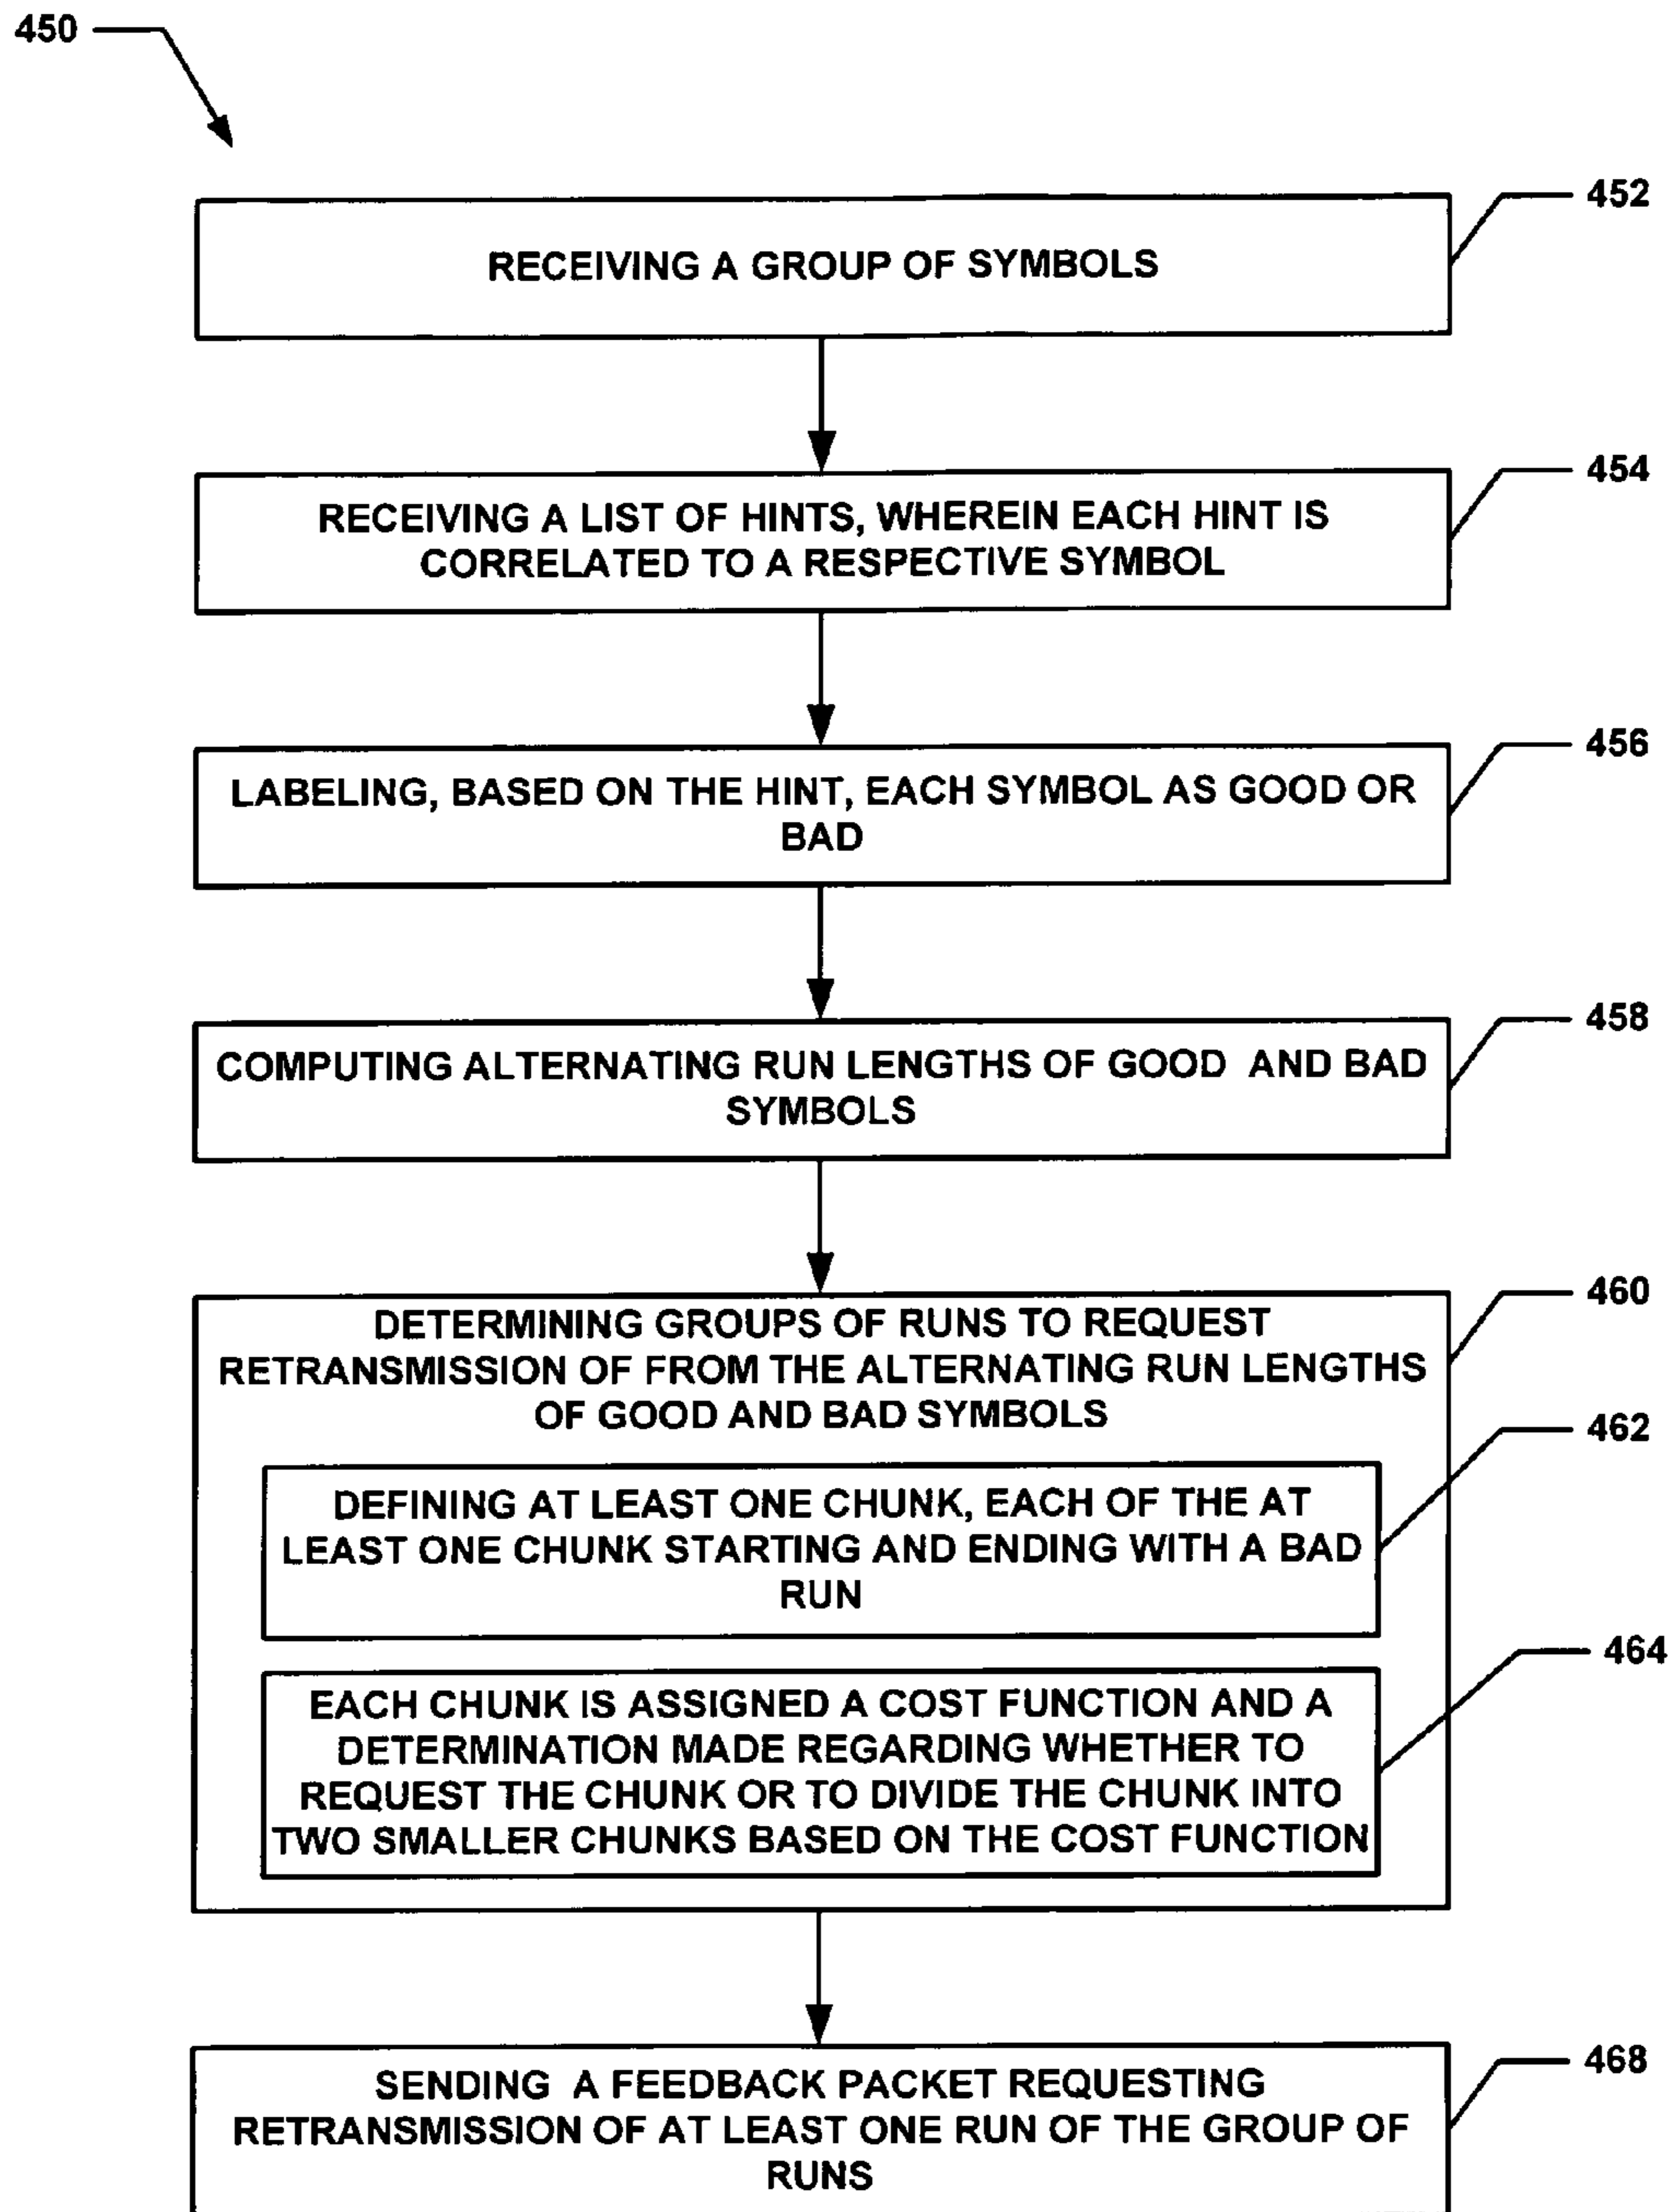 450
452
RECEIVING A GROUP OF SYMBOLS
454
RECEIVING A LIST OF HINTS, WHEREIN EACH HINT IS
CORRELATED TO A RESPECTIVE SYMBOL
456
LABELING, BASED ON THE HINT, EACH SYMBOL AS GOOD OR
BAD
458
COMPUTING ALTERNATING RUN LENGTHS OF GOOD AND BAD
SYMBOLS
460
DETERMINING GROUPS OF RUNS TO REQUEST
RETRANSMISSION OF FROM THE ALTERNATING RUN LENGTHS
OF GOOD AND BAD SYMBOLS
462
DEFINING AT LEAST ONE CHUNK, EACH OF THE AT
LEAST ONE CHUNK STARTING AND ENDING WITH A BAD
RUN
464
EACH CHUNK IS ASSIGNED A COST FUNCTION AND A
DETERMINATION MADE REGARDING WHETHER TO
REQUEST THE CHUNK OR TO DIVIDE THE CHUNK INTO
TWO SMALLER CHUNKS BASED ON THE COST FUNCTION
468
SENDING A FEEDBACK PACKET REQUESTING
RETRANSMISSION OF AT LEAST ONE RUN OF THE GROUP OF
RUNS